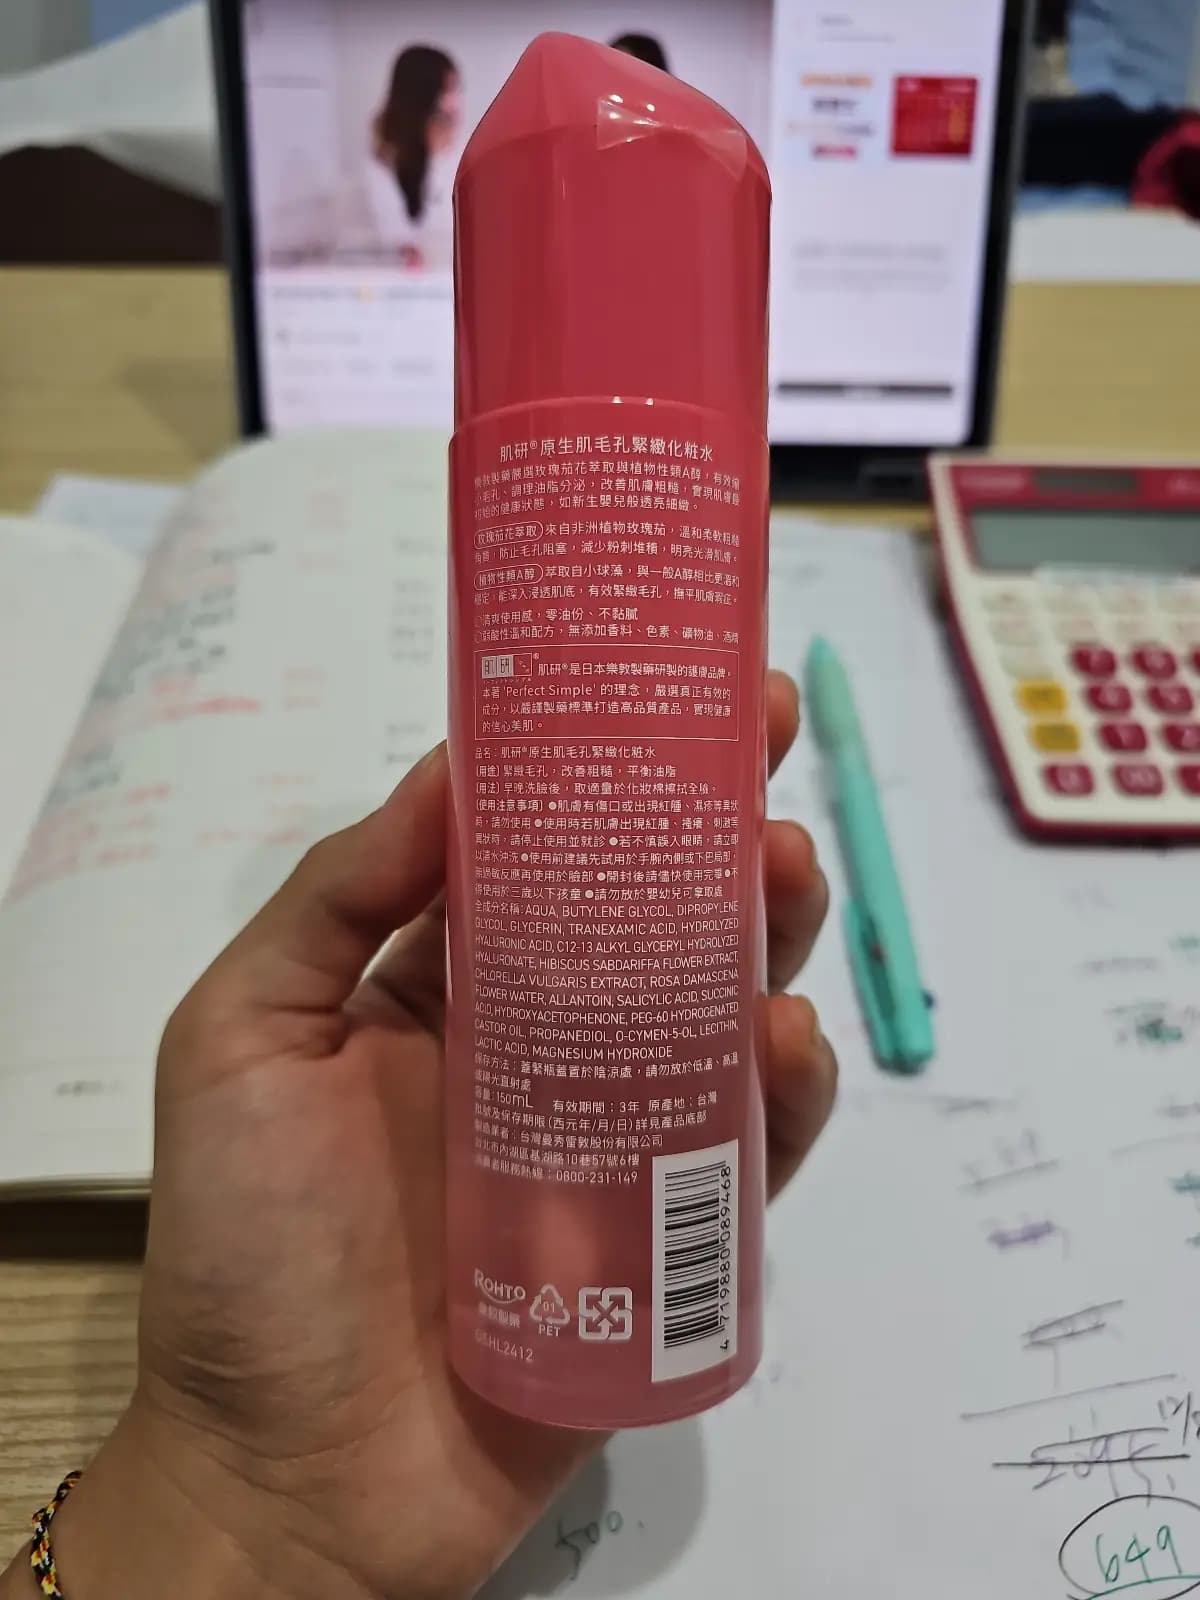 肌研®原生肌毛孔緊緻化粧水
樂敦製藥嚴選玫瑰茄花萃取與植物性類A醇，有效縮
小毛孔、調理油脂分泌，改善肌膚粗糙，實現肌膚最
初始的健康狀態，如新生嬰兒般透亮細緻。
玫瑰茄花萃取 來自非洲植物玫瑰茄，溫和柔軟粗糙
角質，防止毛孔阻塞，減少粉刺堆積，明亮光滑肌膚。
植物性類A醇 萃取自小球藻，與一般A醇相比更溫和
穩定，能深入浸透肌底，有效緊緻毛孔，撫平肌膚瑕疵。
清爽使用感，零油份、不黏膩
弱酸性溫和配方，無添加香料、色素、礦物油、酒精
肌研® 肌研®是日本樂敦製藥研製的護膚品牌。
本著'Perfect Simple'的理念，嚴選真正有效的
成分，以嚴謹製藥標準打造高品質產品，實現健康
的信心美肌。
品名：肌研®原生肌毛孔緊緻化粧水
〔用途〕緊緻毛孔，改善粗糙，平衡油脂
〔用法〕早晚洗臉後，取適量於化妝棉擦拭全臉。
〔使用注意事項〕●肌膚有傷口或出現紅腫、濕疹等異狀
時，請勿使用●使用時若肌膚出現紅腫、搔癢、刺激等
異狀時，請停止使用並就診●若不慎誤入眼睛，請立即
以清水沖洗●使用前建議先試用於手腕內側或下巴局部，
無過敏反應再使用於臉部●開封後請儘快使用完畢●不
得使用於三歲以下孩童●請勿放於嬰幼兒可拿取處
全成分名稱：AQUA, BUTYLENE GLYCOL, DIPROPYLENE
GLYCOL, GLYCERIN, TRANEXAMIC ACID, HYDROLYZED
HYALURONIC ACID, C12-13 ALKYL GLYCERYL HYDROLYZED
HYALURONATE, HIBISCUS SABDARIFFA FLOWER EXTRACT,
CHLORELLA VULGARIS EXTRACT, ROSA DAMASCENA
FLOWER WATER, ALLANTOIN, SALICYLIC ACID, SUCCINIC
ACID, HYDROXYACETOPHENONE, PEG-60 HYDROGENATED
CASTOR OIL, PROPANEDIOL, O-CYMEN-5-OL, LECITHIN,
LACTIC ACID, MAGNESIUM HYDROXIDE
保存方法：蓋緊瓶蓋置於陰涼處，請勿放於低溫、高溫
或陽光直射處
容量：150mL 有效期間：3年 原產地：台灣
批號及保存期限（西元年/月/日）詳見產品底部
製造業者：台灣曼秀雷敦股份有限公司
台北市內湖區基湖路10巷57號6樓
消費者服務熱線：0800-231-149
4 719880 089468
ROHTO
樂敦製藥
01
PET
HL2412
12/
2095.
500.
649